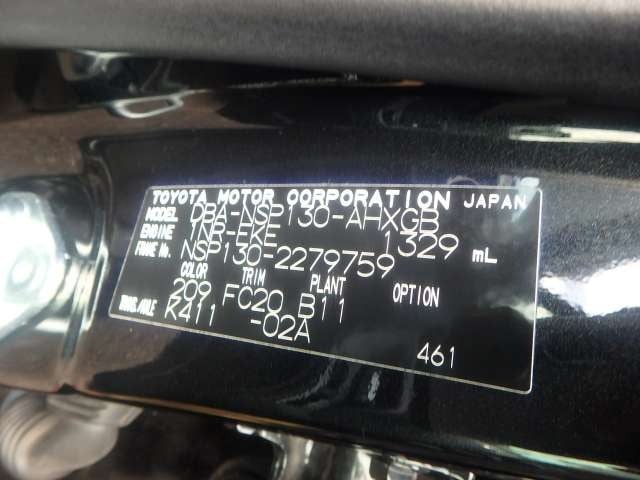 TOYOTA MOTOR CORPORATION JAPAN
MODEL DBA-NSP130-AHXGB
ENGINE 1NR-FKE 1329 mL
FRAME No. NSP130-2279759
COLOR TRIM PLANT OPTION
209 FC20 B11
TRANS./AXLE K411 -02A
461